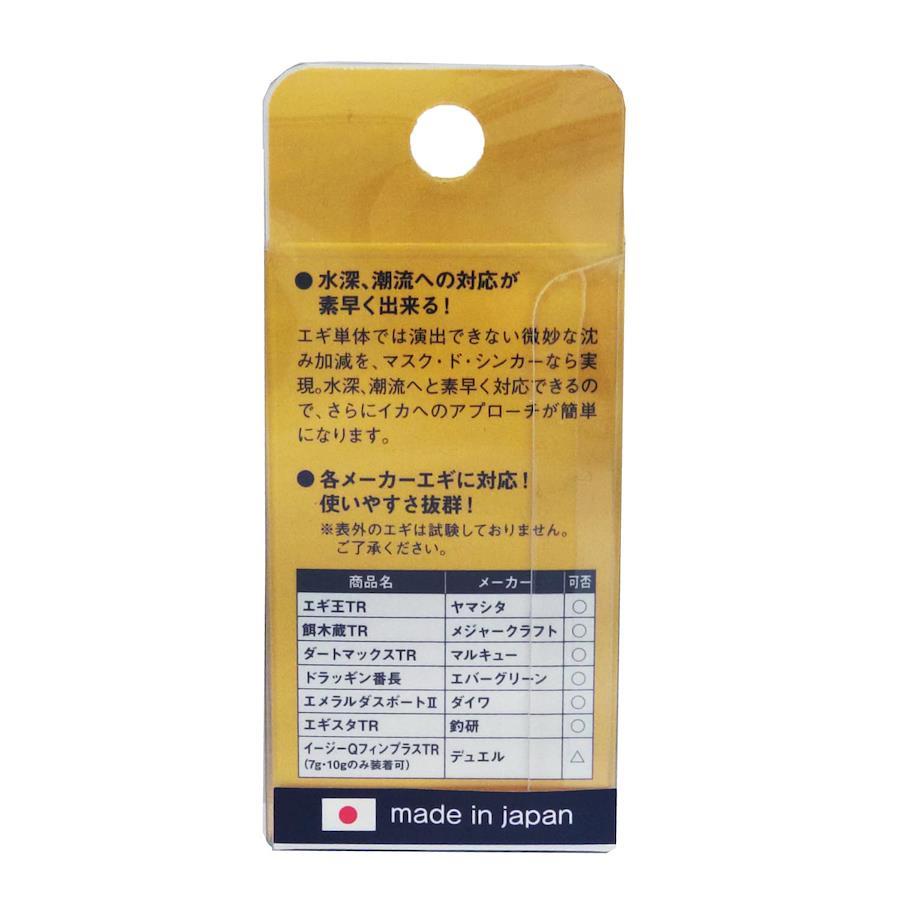 ●水深、潮流への対応が
素早く出来る！
エギ単体では演出できない微妙な沈
み加減を、マスク・ド・シンカーなら実
現。水深、潮流へと素早く対応できるの
で、さらにイカへのアプローチが簡単
になります。
●各メーカーエギに対応！
使いやすさ抜群！
※表外のエギは試験しておりません。
ご了承ください。
商品名 メーカー 可否
エギ王TR ヤマシタ ○
餌木蔵TR メジャークラフト ○
ダートマックスTR マルキュー ○
ドラッギン番長 エバーグリーン ○
エメラルダスボートⅡ ダイワ ○
エギスタTR 釣研 ○
イージーQフィンプラスTR デュエル △
（7g・10gのみ装着可）
made in japan